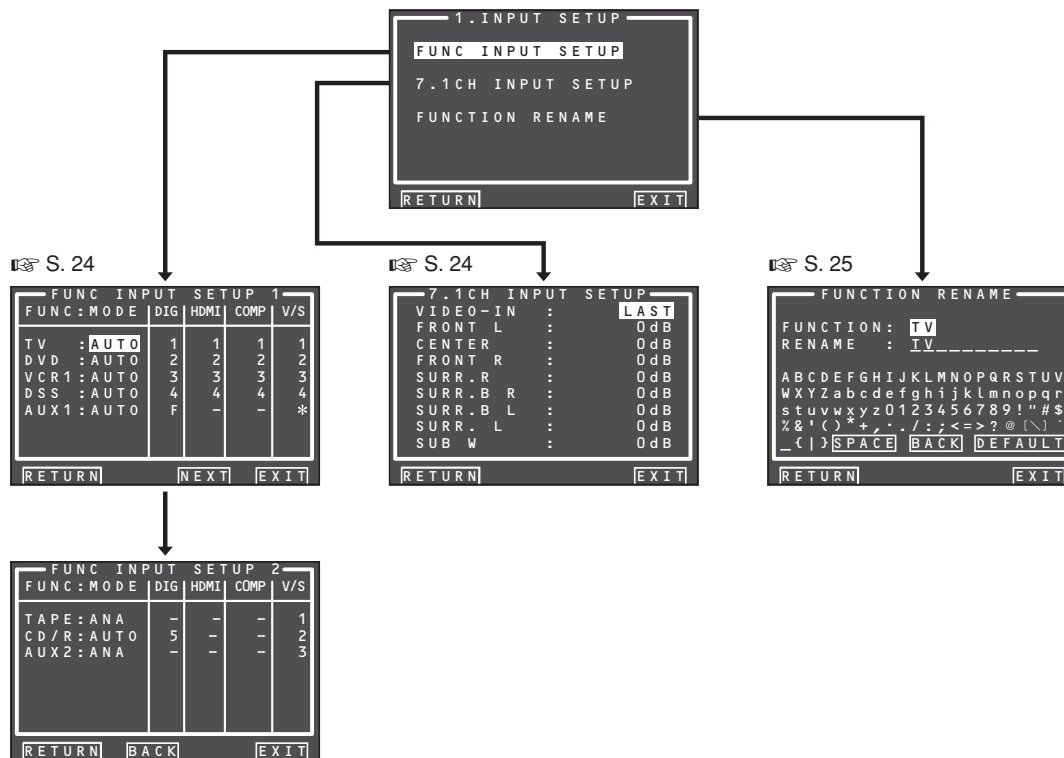 1.INPUT SETUP
FUNC INPUT SETUP
7.1CH INPUT SETUP
FUNCTION RENAME
RETURN EXIT
☞ S. 24
FUNC INPUT SETUP 1
FUNC:MODE DIG HDMI COMP V/S
TV :AUTO 1 1 1 1
DVD :AUTO 2 2 2 2
VCR1:AUTO 3 3 3 3
DSS :AUTO 4 4 4 4
AUX1:AUTO F – – *
RETURN NEXT EXIT
FUNC INPUT SETUP 2
FUNC:MODE DIG HDMI COMP V/S
TAPE:ANA – – – 1
CD/R:AUTO 5 – – 2
AUX2:ANA – – – 3
RETURN BACK EXIT
☞ S. 24
7.1CH INPUT SETUP
VIDEO-IN : LAST
FRONT L : 0dB
CENTER : 0dB
FRONT R : 0dB
SURR.R : 0dB
SURR.B R : 0dB
SURR.B L : 0dB
SURR. L : 0dB
SUB W : 0dB
RETURN EXIT
☞ S. 25
FUNCTION RENAME
FUNCTION: TV
RENAME : TV__________
ABCDEFGHIJKLMNOPQRSTUV
WXYZabcdefghijklmnopqr
stuvwxyz0123456789!"#$
%&'()*+,-./:;<=>?@[\]^
_{|}SPACE BACK DEFAULT
RETURN EXIT